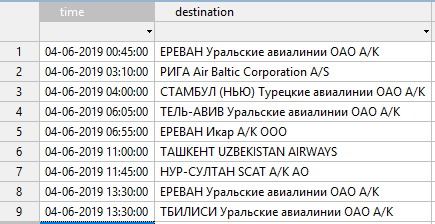 time destination
1 04-06-2019 00:45:00 ЕРЕВАН Уральские авиалинии ОАО А/К
2 04-06-2019 03:10:00 РИГА Air Baltic Corporation A/S
3 04-06-2019 04:00:00 СТАМБУЛ (НЬЮ) Турецкие авиалинии ОАО А/К
4 04-06-2019 06:05:00 ТЕЛЬ-АВИВ Уральские авиалинии ОАО А/К
5 04-06-2019 06:55:00 ЕРЕВАН Икар А/К ООО
6 04-06-2019 11:00:00 ТАШКЕНТ UZBEKISTAN AIRWAYS
7 04-06-2019 11:45:00 НУР-СУЛТАН SCAT А/К АО
8 04-06-2019 13:30:00 ЕРЕВАН Уральские авиалинии ОАО А/К
9 04-06-2019 13:30:00 ТБИЛИСИ Уральские авиалинии ОАО А/К